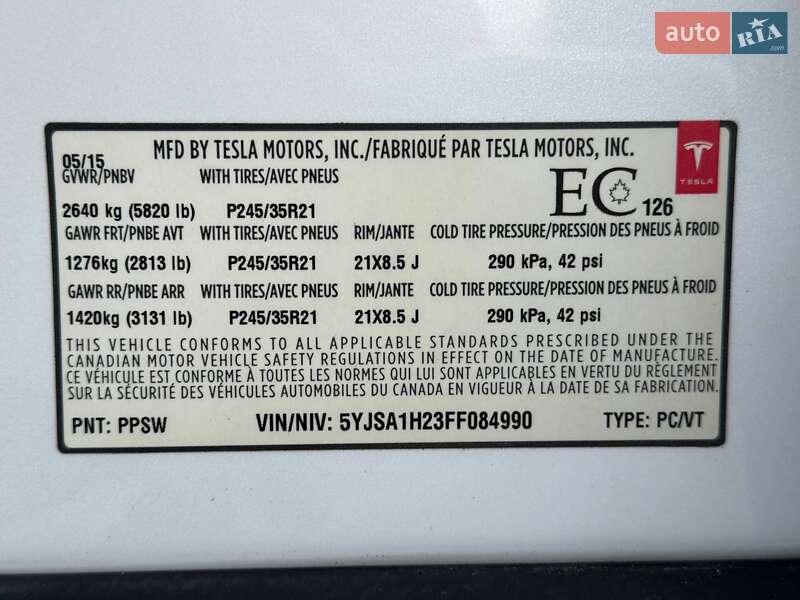 auto RIA .com
MFD BY TESLA MOTORS, INC./FABRIQUÉ PAR TESLA MOTORS, INC.
05/15
GVWR/PNBV WITH TIRES/AVEC PNEUS
TESLA
EC 126
2640 kg (5820 lb) P245/35R21
GAWR FRT/PNBE AVT WITH TIRES/AVEC PNEUS RIM/JANTE COLD TIRE PRESSURE/PRESSION DES PNEUS À FROID
1276kg (2813 lb) P245/35R21 21X8.5 J 290 kPa, 42 psi
GAWR RR/PNBE ARR WITH TIRES/AVEC PNEUS RIM/JANTE COLD TIRE PRESSURE/PRESSION DES PNEUS À FROID
1420kg (3131 lb) P245/35R21 21X8.5 J 290 kPa, 42 psi
THIS VEHICLE CONFORMS TO ALL APPLICABLE STANDARDS PRESCRIBED UNDER THE
CANADIAN MOTOR VEHICLE SAFETY REGULATIONS IN EFFECT ON THE DATE OF MANUFACTURE.
CE VÉHICULE EST CONFORME À TOUTES LES NORMES QUI LUI SONT APPLICABLES EN VERTU DU RÈGLEMENT
SUR LA SÉCURITÉ DES VÉHICULES AUTOMOBILES DU CANADA EN VIGUEUR À LA DATE DE SA FABRICATION.
PNT: PPSW VIN/NIV: 5YJSA1H23FF084990 TYPE: PC/VT